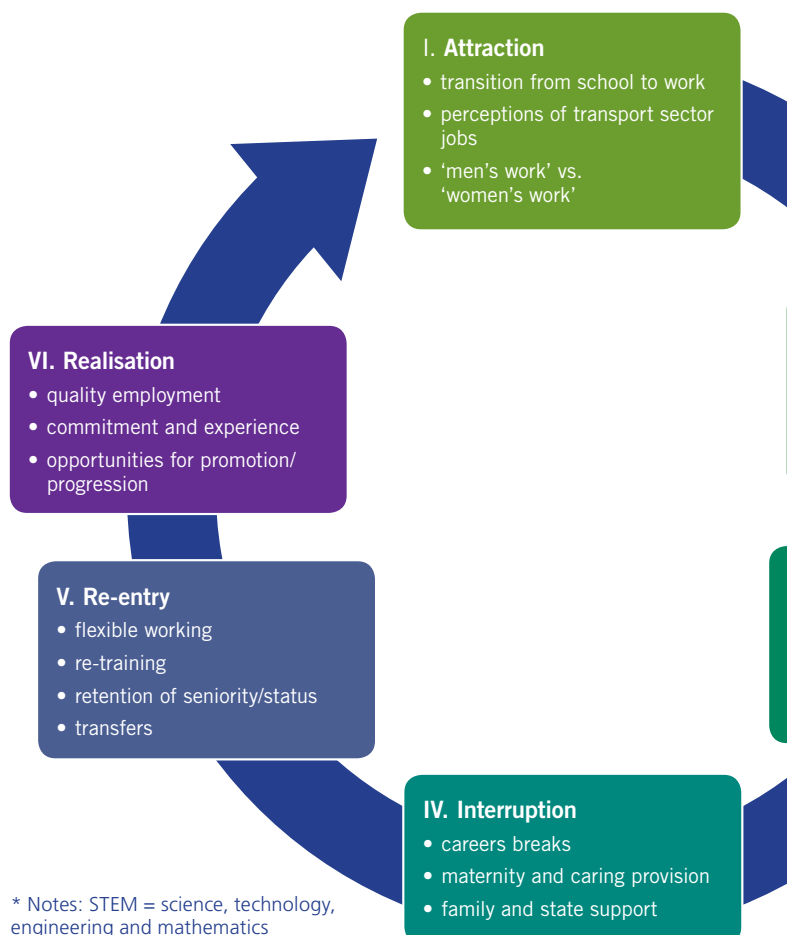 I. Attraction
• transition from school to work
• perceptions of transport sector
jobs
• ‘men’s work’ vs.
‘women’s work’
VI. Realisation
• quality employment
• commitment and experience
• opportunities for promotion/
progression
V. Re-entry
• flexible working
• re-training
• retention of seniority/status
• transfers
IV. Interruption
• careers breaks
• maternity and caring provision
• family and state support
* Notes: STEM = science, technology,
engineering and mathematics